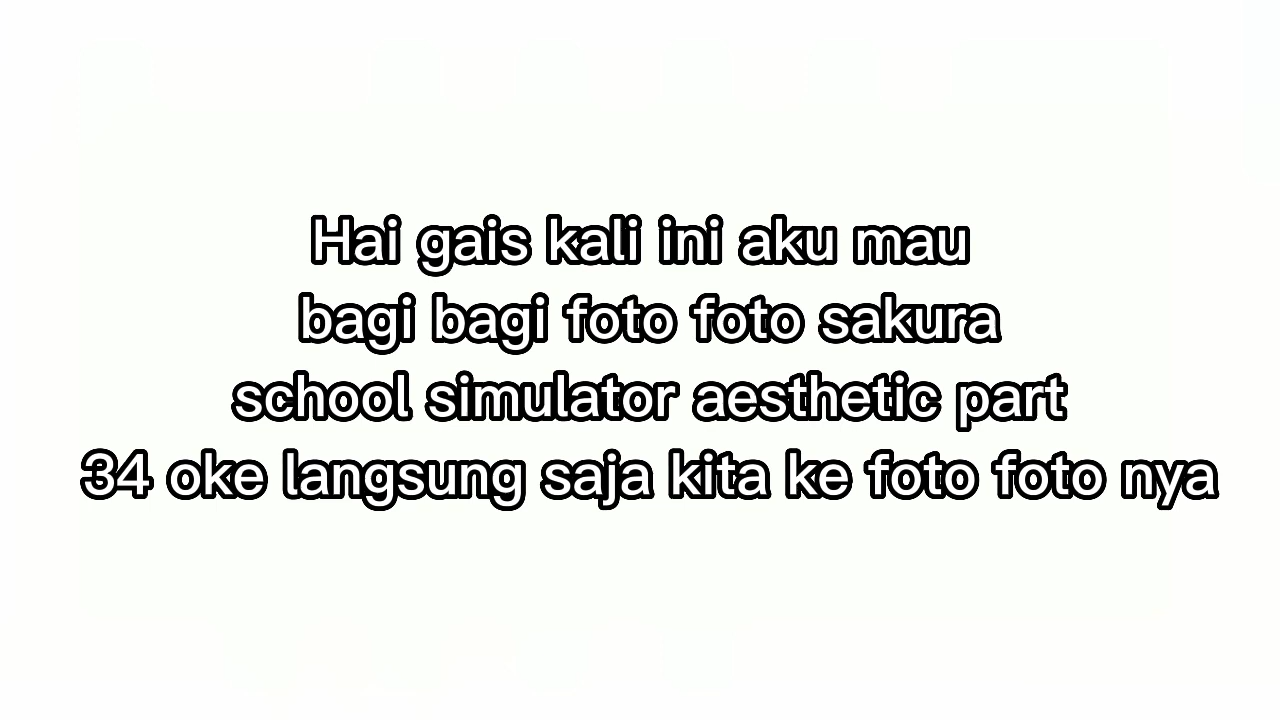 Hai gais kali ini aku mau
bagi bagi foto foto sakura
school simulator aesthetic part
34 oke langsung saja kita ke foto foto nya